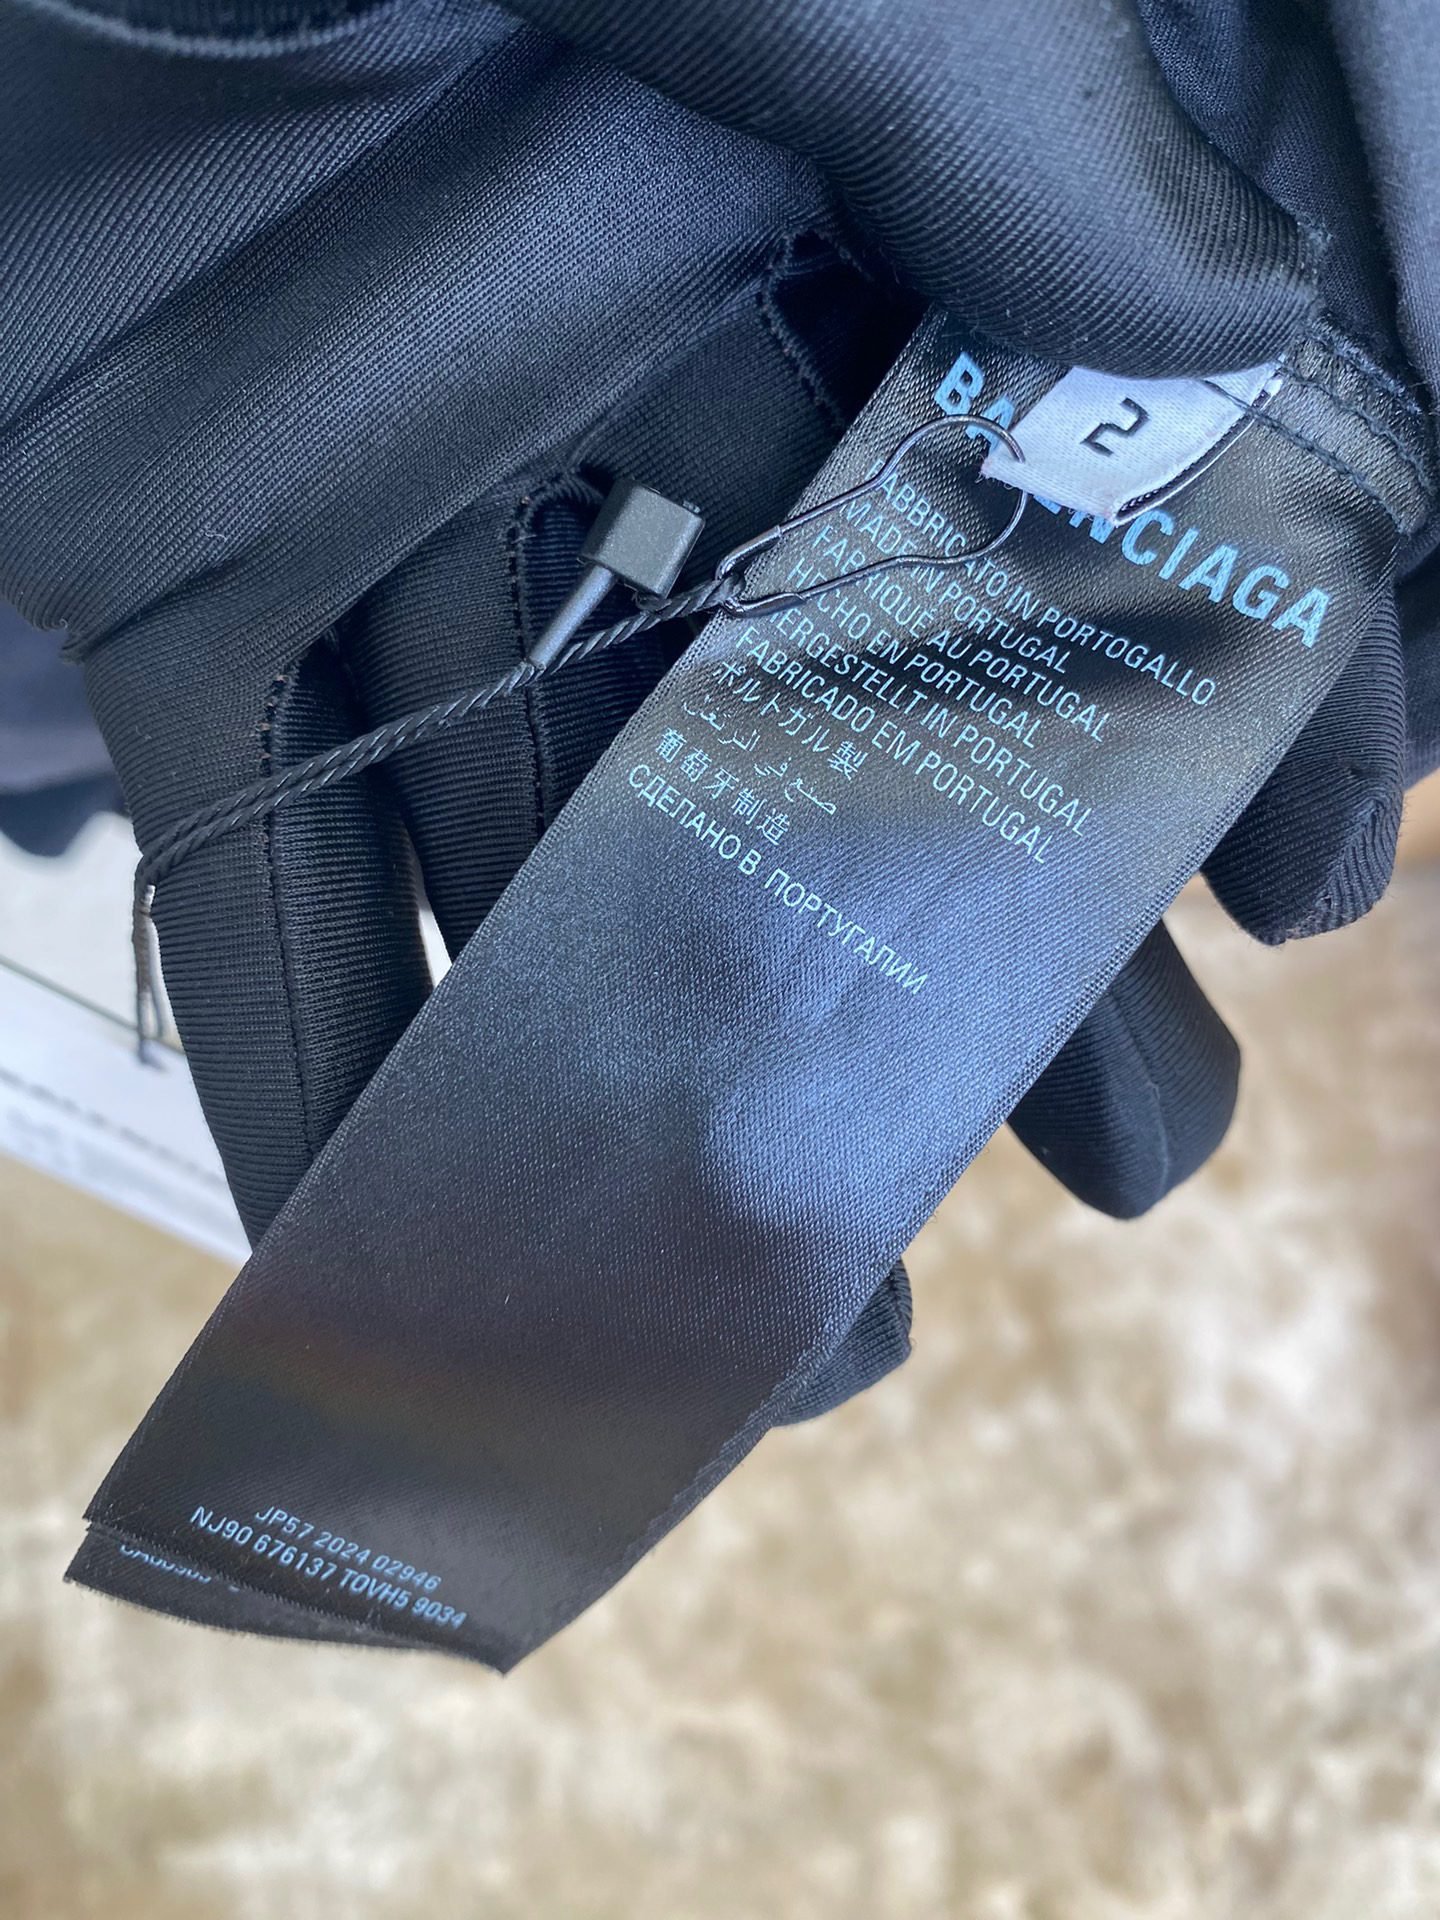 2
BALENCIAGA
FABBRICATO IN PORTOGALLO
MADE IN PORTUGAL
FABRIQUÉ AU PORTUGAL
HECHO EN PORTUGAL
HERGESTELLT IN PORTUGAL
FABRICADO EM PORTUGAL
ポルトガル製
صنع في البرتغال
葡萄牙制造
СДЕЛАНО В ПОРТУГАЛИИ
JP57 2024 02946
NJ90 676137 TOVH5 9034